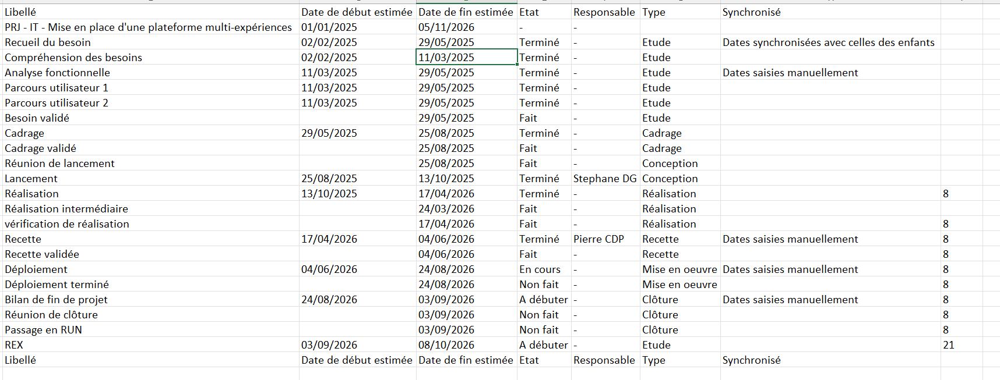 Libellé Date de début estimée Date de fin estimée Etat Responsable Type Synchronisé
PRJ - IT - Mise en place d'une plateforme multi-expériences 01/01/2025 05/11/2026 - -
Recueil du besoin 02/02/2025 29/05/2025 Terminé - Etude Dates synchronisées avec celles des enfants
Compréhension des besoins 02/02/2025 11/03/2025 Terminé - Etude
Analyse fonctionnelle 11/03/2025 29/05/2025 Terminé - Etude Dates saisies manuellement
Parcours utilisateur 1 11/03/2025 29/05/2025 Terminé - Etude
Parcours utilisateur 2 11/03/2025 29/05/2025 Terminé - Etude
Besoin validé 29/05/2025 Fait - Etude
Cadrage 29/05/2025 25/08/2025 Terminé - Cadrage
Cadrage validé 25/08/2025 Fait - Cadrage
Réunion de lancement 25/08/2025 Fait - Conception
Lancement 25/08/2025 13/10/2025 Terminé Stephane DG Conception
Réalisation 13/10/2025 17/04/2026 Terminé - Réalisation 8
Réalisation intermédiaire 24/03/2026 Fait - Réalisation
vérification de réalisation 17/04/2026 Fait - Réalisation 8
Recette 17/04/2026 04/06/2026 Terminé Pierre CDP Recette Dates saisies manuellement 8
Recette validée 04/06/2026 Fait - Recette 8
Déploiement 04/06/2026 24/08/2026 En cours - Mise en oeuvre Dates saisies manuellement 8
Déploiement terminé 24/08/2026 Non fait - Mise en oeuvre 8
Bilan de fin de projet 24/08/2026 03/09/2026 A débuter - Clôture Dates saisies manuellement 8
Réunion de clôture 03/09/2026 Non fait - Clôture 8
Passage en RUN 03/09/2026 Non fait - Clôture 8
REX 03/09/2026 08/10/2026 A débuter - Etude 21
Libellé Date de début estimée Date de fin estimée Etat Responsable Type Synchronisé